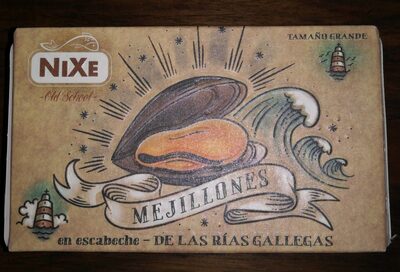 NIXE
-Old School-
TAMAÑO GRANDE
MEJILLONES
en escabeche - DE LAS RÍAS GALLEGAS